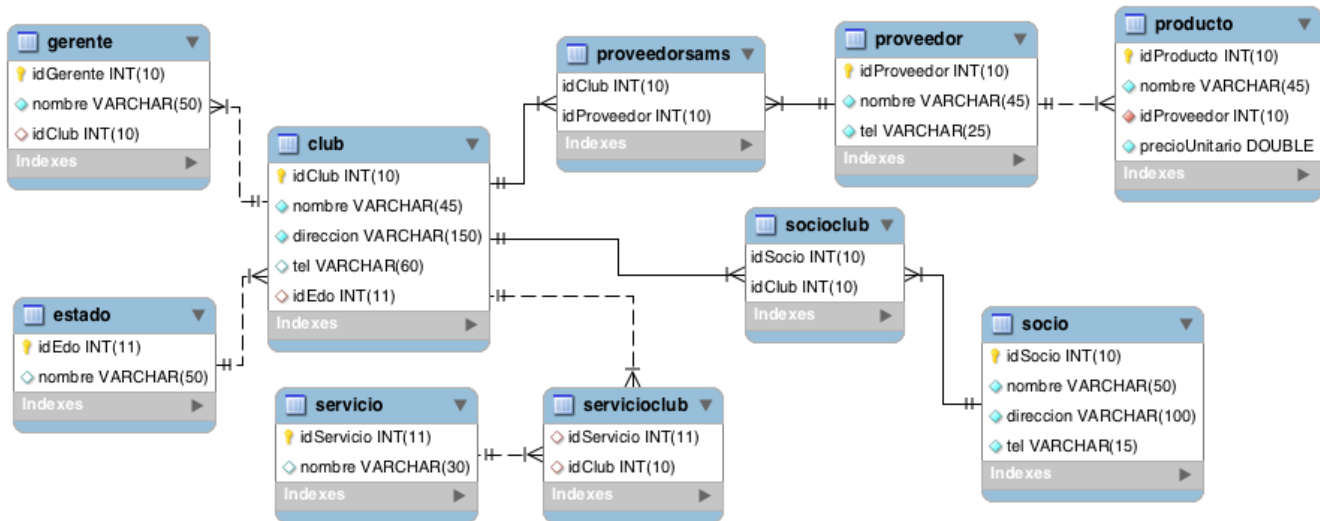 gerente
idGerente INT(10)
nombre VARCHAR(50)
idClub INT(10)
Indexes
club
idClub INT(10)
nombre VARCHAR(45)
direccion VARCHAR(150)
tel VARCHAR(60)
idEdo INT(11)
Indexes
estado
idEdo INT(11)
nombre VARCHAR(50)
Indexes
servicio
idServicio INT(11)
nombre VARCHAR(30)
Indexes
servicioclub
idServicio INT(11)
idClub INT(10)
Indexes
proveedorsams
idClub INT(10)
idProveedor INT(10)
Indexes
proveedor
idProveedor INT(10)
nombre VARCHAR(45)
tel VARCHAR(25)
Indexes
producto
idProducto INT(10)
nombre VARCHAR(45)
idProveedor INT(10)
precioUnitario DOUBLE
Indexes
socioclub
idSocio INT(10)
idClub INT(10)
Indexes
socio
idSocio INT(10)
nombre VARCHAR(50)
direccion VARCHAR(100)
tel VARCHAR(15)
Indexes